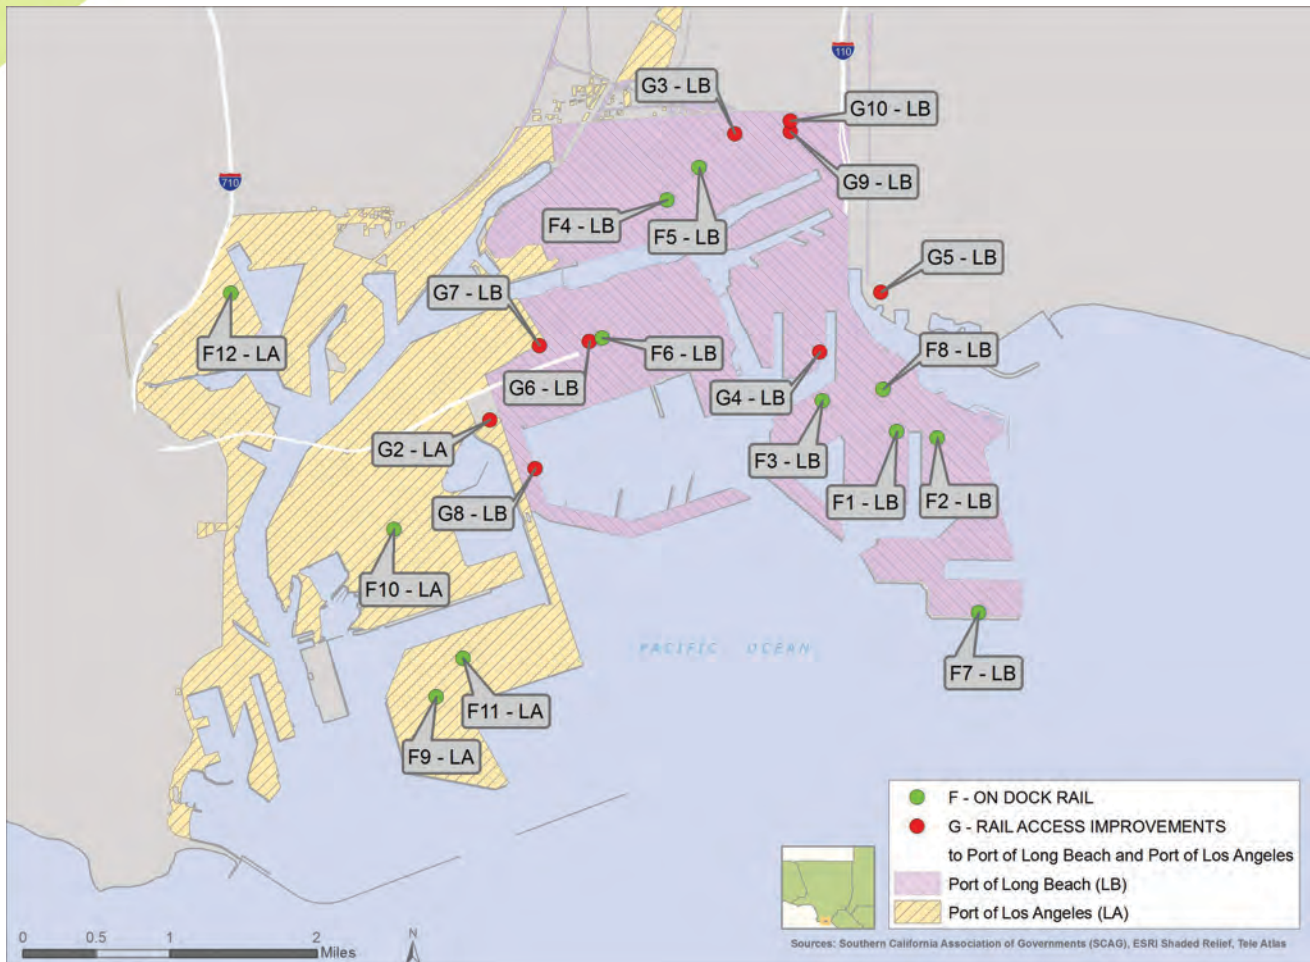 110
G3 - LB
G10 - LB
710
G9 - LB
F4 - LB
F5 - LB
G5 - LB
G7 - LB
F12 - LA
F6 - LB
F8 - LB
G6 - LB
G4 - LB
G2 - LA
F3 - LB
F1 - LB
F2 - LB
G8 - LB
F10 - LA
PACIFIC OCEAN
F7 - LB
F11 - LA
F9 - LA
F - ON DOCK RAIL
G - RAIL ACCESS IMPROVEMENTS
to Port of Long Beach and Port of Los Angeles
Port of Long Beach (LB)
Port of Los Angeles (LA)
0 0.5 1 2
Miles
N
Sources: Southern California Association of Governments (SCAG), ESRI Shaded Relief, Tele Atlas